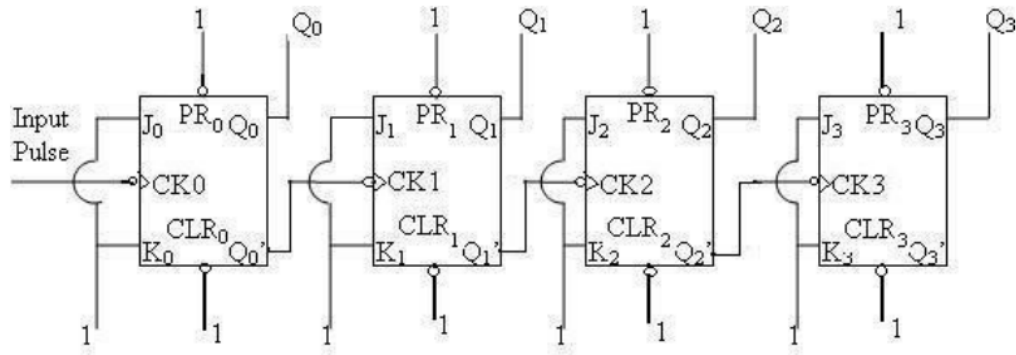 1 Q₀ 1 Q₁ 1 Q₂ 1 Q₃
Input
Pulse
J₀ PR₀ Q₀
CK0
CLR₀
K₀ Q₀'
J₁ PR₁ Q₁
CK1
CLR₁
K₁ Q₁'
J₂ PR₂ Q₂
CK2
CLR₂
K₂ Q₂'
J₃ PR₃ Q₃
CK3
CLR₃
K₃ Q₃'
1 1 1 1 1 1 1 1